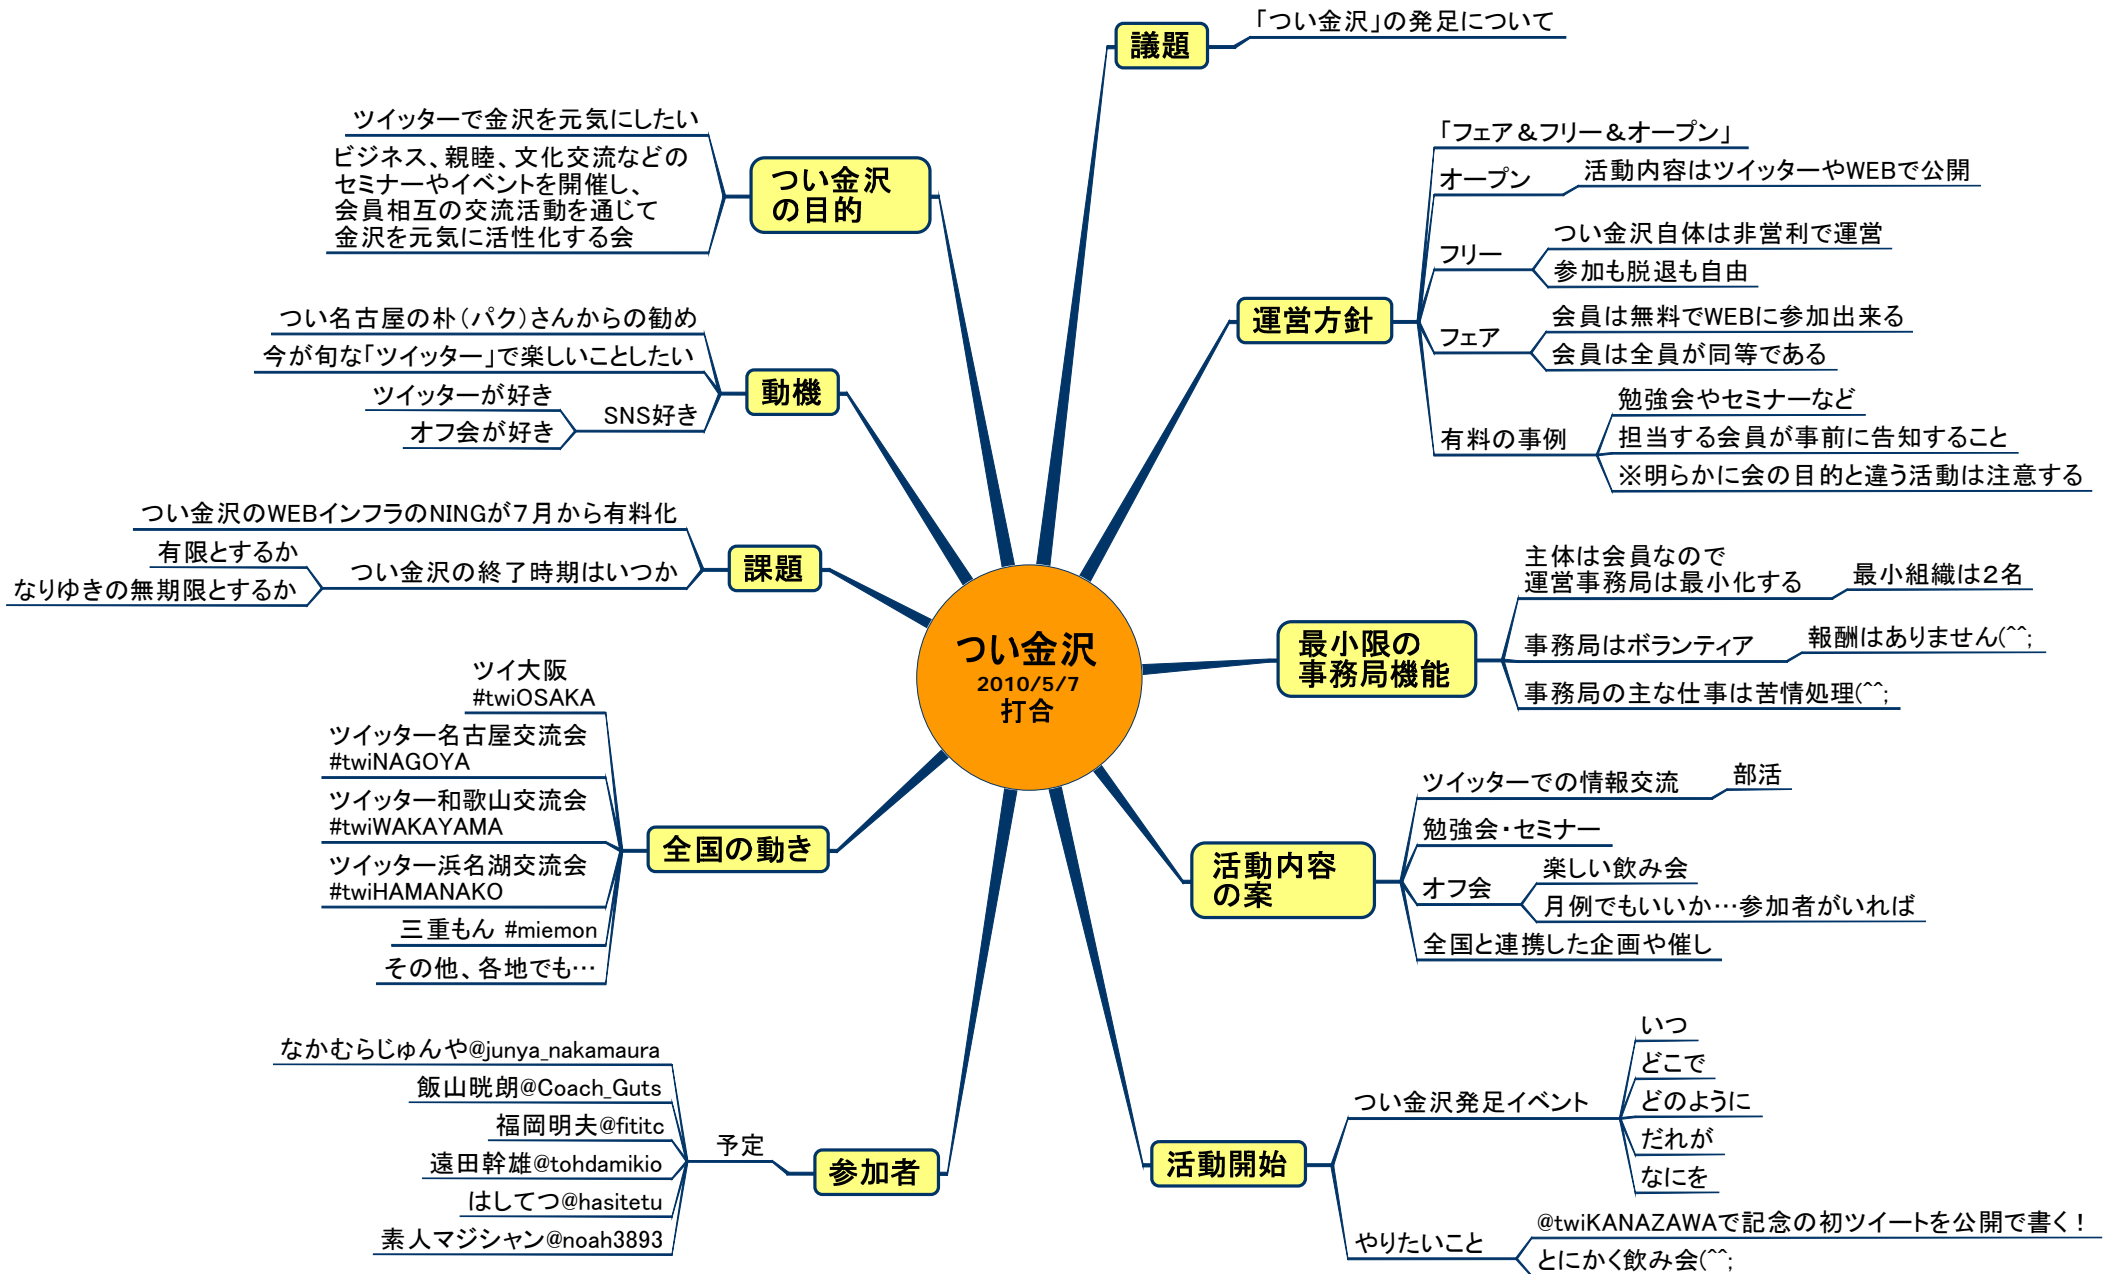 つい金沢
2010/5/7
打合
議題
「つい金沢」の発足について
運営方針
「フェア＆フリー＆オープン」
オープン
活動内容はツイッターやWEBで公開
フリー
つい金沢自体は非営利で運営
参加も脱退も自由
フェア
会員は無料でWEBに参加出来る
会員は全員が同等である
有料の事例
勉強会やセミナーなど
担当する会員が事前に告知すること
※明らかに会の目的と違う活動は注意する
最小限の
事務局機能
主体は会員なので
運営事務局は最小化する
最小組織は２名
事務局はボランティア
報酬はありません(^^;
事務局の主な仕事は苦情処理(^^;
活動内容
の案
ツイッターでの情報交流
部活
勉強会・セミナー
オフ会
楽しい飲み会
月例でもいいか…参加者がいれば
全国と連携した企画や催し
活動開始
つい金沢発足イベント
いつ
どこで
どのように
だれが
なにを
やりたいこと
@twiKANAZAWAで記念の初ツイートを公開で書く！
とにかく飲み会(^^;
つい金沢
の目的
ツイッターで金沢を元気にしたい
ビジネス、親睦、文化交流などの
セミナーやイベントを開催し、
会員相互の交流活動を通じて
金沢を元気に活性化する会
動機
つい名古屋の朴（パク）さんからの勧め
今が旬な「ツイッター」で楽しいことしたい
SNS好き
ツイッターが好き
オフ会が好き
課題
つい金沢のWEBインフラのNINGが７月から有料化
つい金沢の終了時期はいつか
有限とするか
なりゆきの無期限とするか
全国の動き
ツイ大阪
#twiOSAKA
ツイッター名古屋交流会
#twiNAGOYA
ツイッター和歌山交流会
#twiWAKAYAMA
ツイッター浜名湖交流会
#twiHAMANAKO
三重もん #miemon
その他、各地でも…
参加者
予定
なかむらじゅんや@junya_nakamaura
飯山晄朗@Coach_Guts
福岡明夫@fititc
遠田幹雄@tohdamikio
はしてつ@hasitetu
素人マジシャン@noah3893